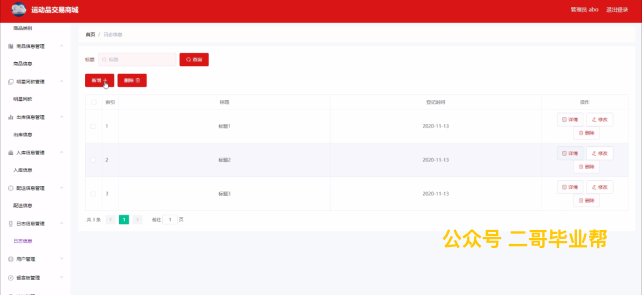 运动品交易商城
管理员 abo
退出登录
商品类别
商品信息管理
商品信息
明星同款管理
明星同款
出库信息管理
出库信息
入库信息管理
入库信息
配送信息管理
配送信息
日志信息管理
日志信息
用户管理
首页 / 日志信息
标题
标题
查询
新增
删除
索引 标题 登记时间 操作
1 标题1 2020-11-13 详情 修改
删除
2 标题2 2020-11-13 详情 修改
删除
3 标题3 2020-11-13 详情 修改
删除
共 3 条 1 前往 1 页
公众号 二哥毕业帮